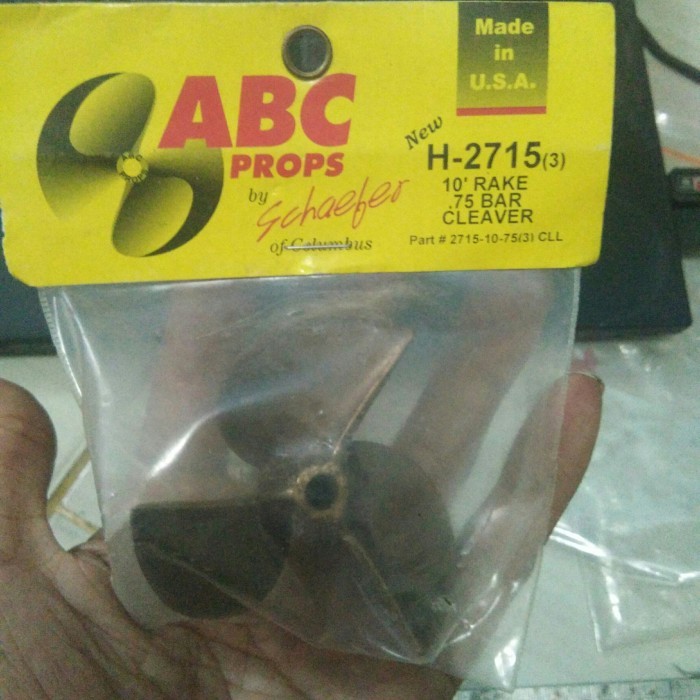 Made
in
U.S.A.
ABC
PROPS
by Schaefer
of Columbus
New
H-2715(3)
10' RAKE
.75 BAR
CLEAVER
Part # 2715-10-75(3) CLL